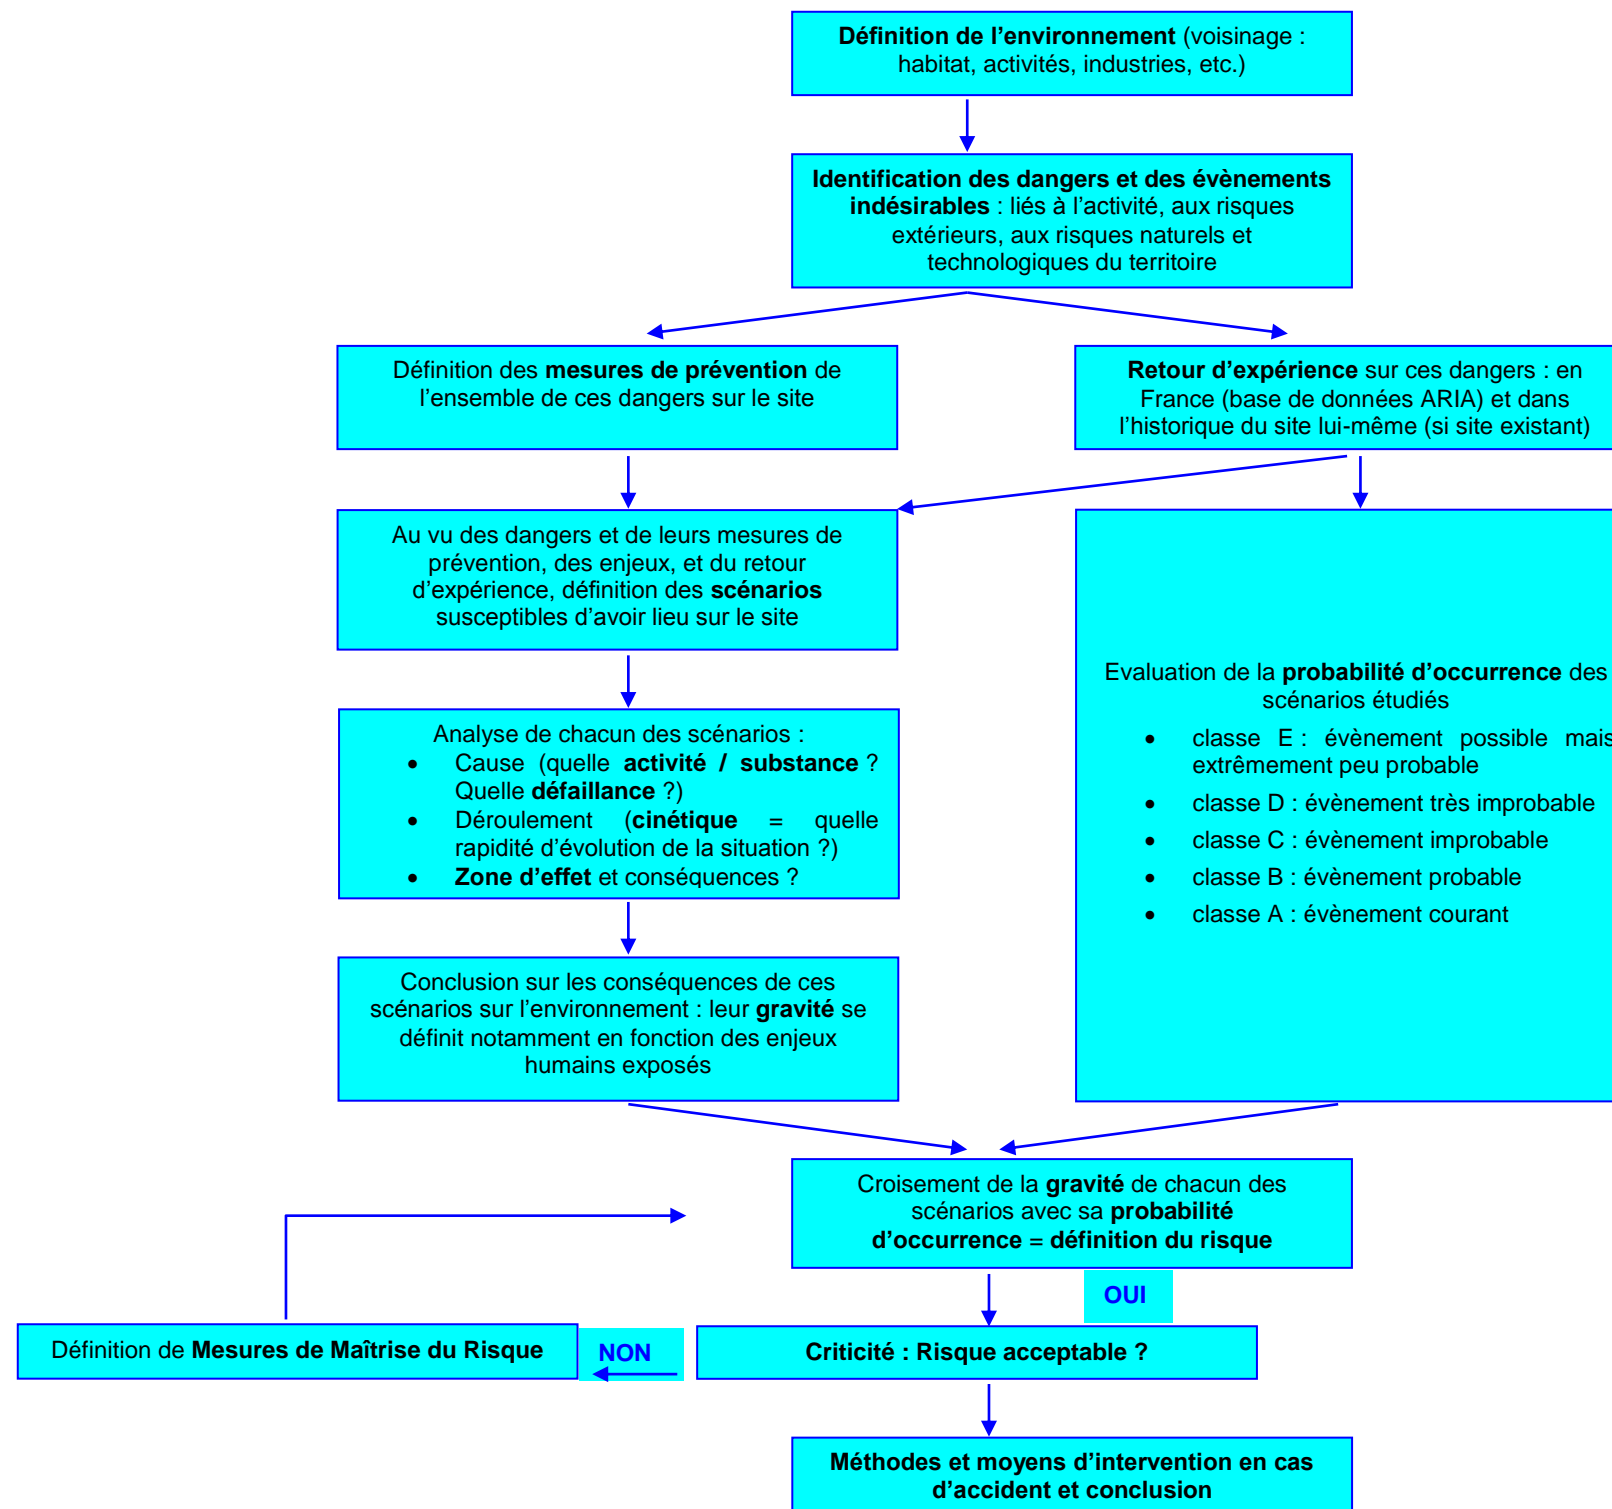 Définition de l’environnement (voisinage :
habitat, activités, industries, etc.)
Identification des dangers et des évènements
indésirables : liés à l’activité, aux risques
extérieurs, aux risques naturels et
technologiques du territoire
Définition des mesures de prévention de
l’ensemble de ces dangers sur le site
Retour d’expérience sur ces dangers : en
France (base de données ARIA) et dans
l’historique du site lui-même (si site existant)
Au vu des dangers et de leurs mesures de
prévention, des enjeux, et du retour
d’expérience, définition des scénarios
susceptibles d’avoir lieu sur le site
Analyse de chacun des scénarios :
• Cause (quelle activité / substance ?
Quelle défaillance ?)
• Déroulement (cinétique = quelle
rapidité d’évolution de la situation ?)
• Zone d’effet et conséquences ?
Evaluation de la probabilité d’occurrence des
scénarios étudiés
• classe E : évènement possible mais
extrêmement peu probable
• classe D : évènement très improbable
• classe C : évènement improbable
• classe B : évènement probable
• classe A : évènement courant
Conclusion sur les conséquences de ces
scénarios sur l’environnement : leur gravité se
définit notamment en fonction des enjeux
humains exposés
Croisement de la gravité de chacun des
scénarios avec sa probabilité
d’occurrence = définition du risque
OUI
Définition de Mesures de Maîtrise du Risque
NON
Criticité : Risque acceptable ?
Méthodes et moyens d’intervention en cas
d’accident et conclusion